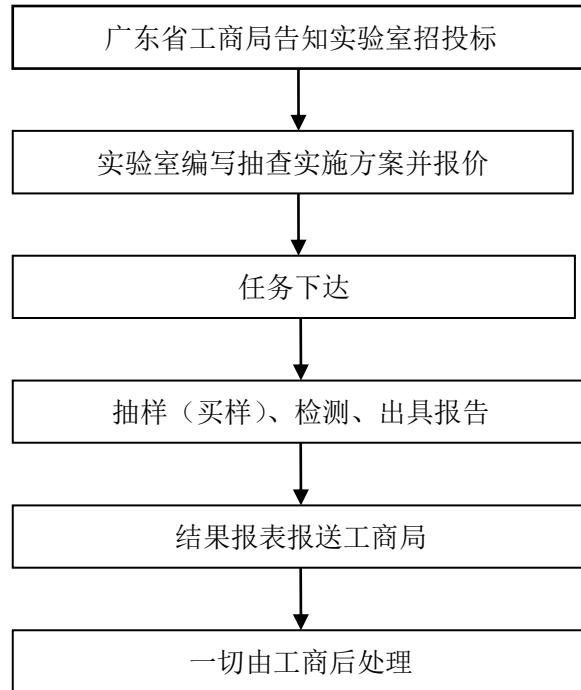 广东省工商局告知实验室招投标
实验室编写抽查实施方案并报价
任务下达
抽样（买样）、检测、出具报告
结果报表报送工商局
一切由工商后处理